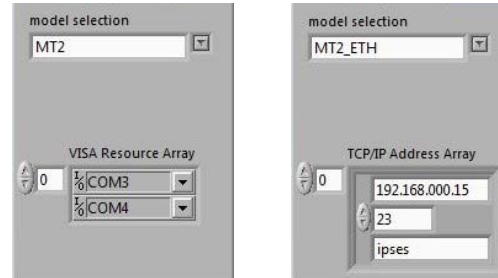 model selection
MT2
VISA Resource Array
0
I/O COM3
I/O COM4
model selection
MT2_ETH
TCP/IP Address Array
0
192.168.000.15
23
ipses